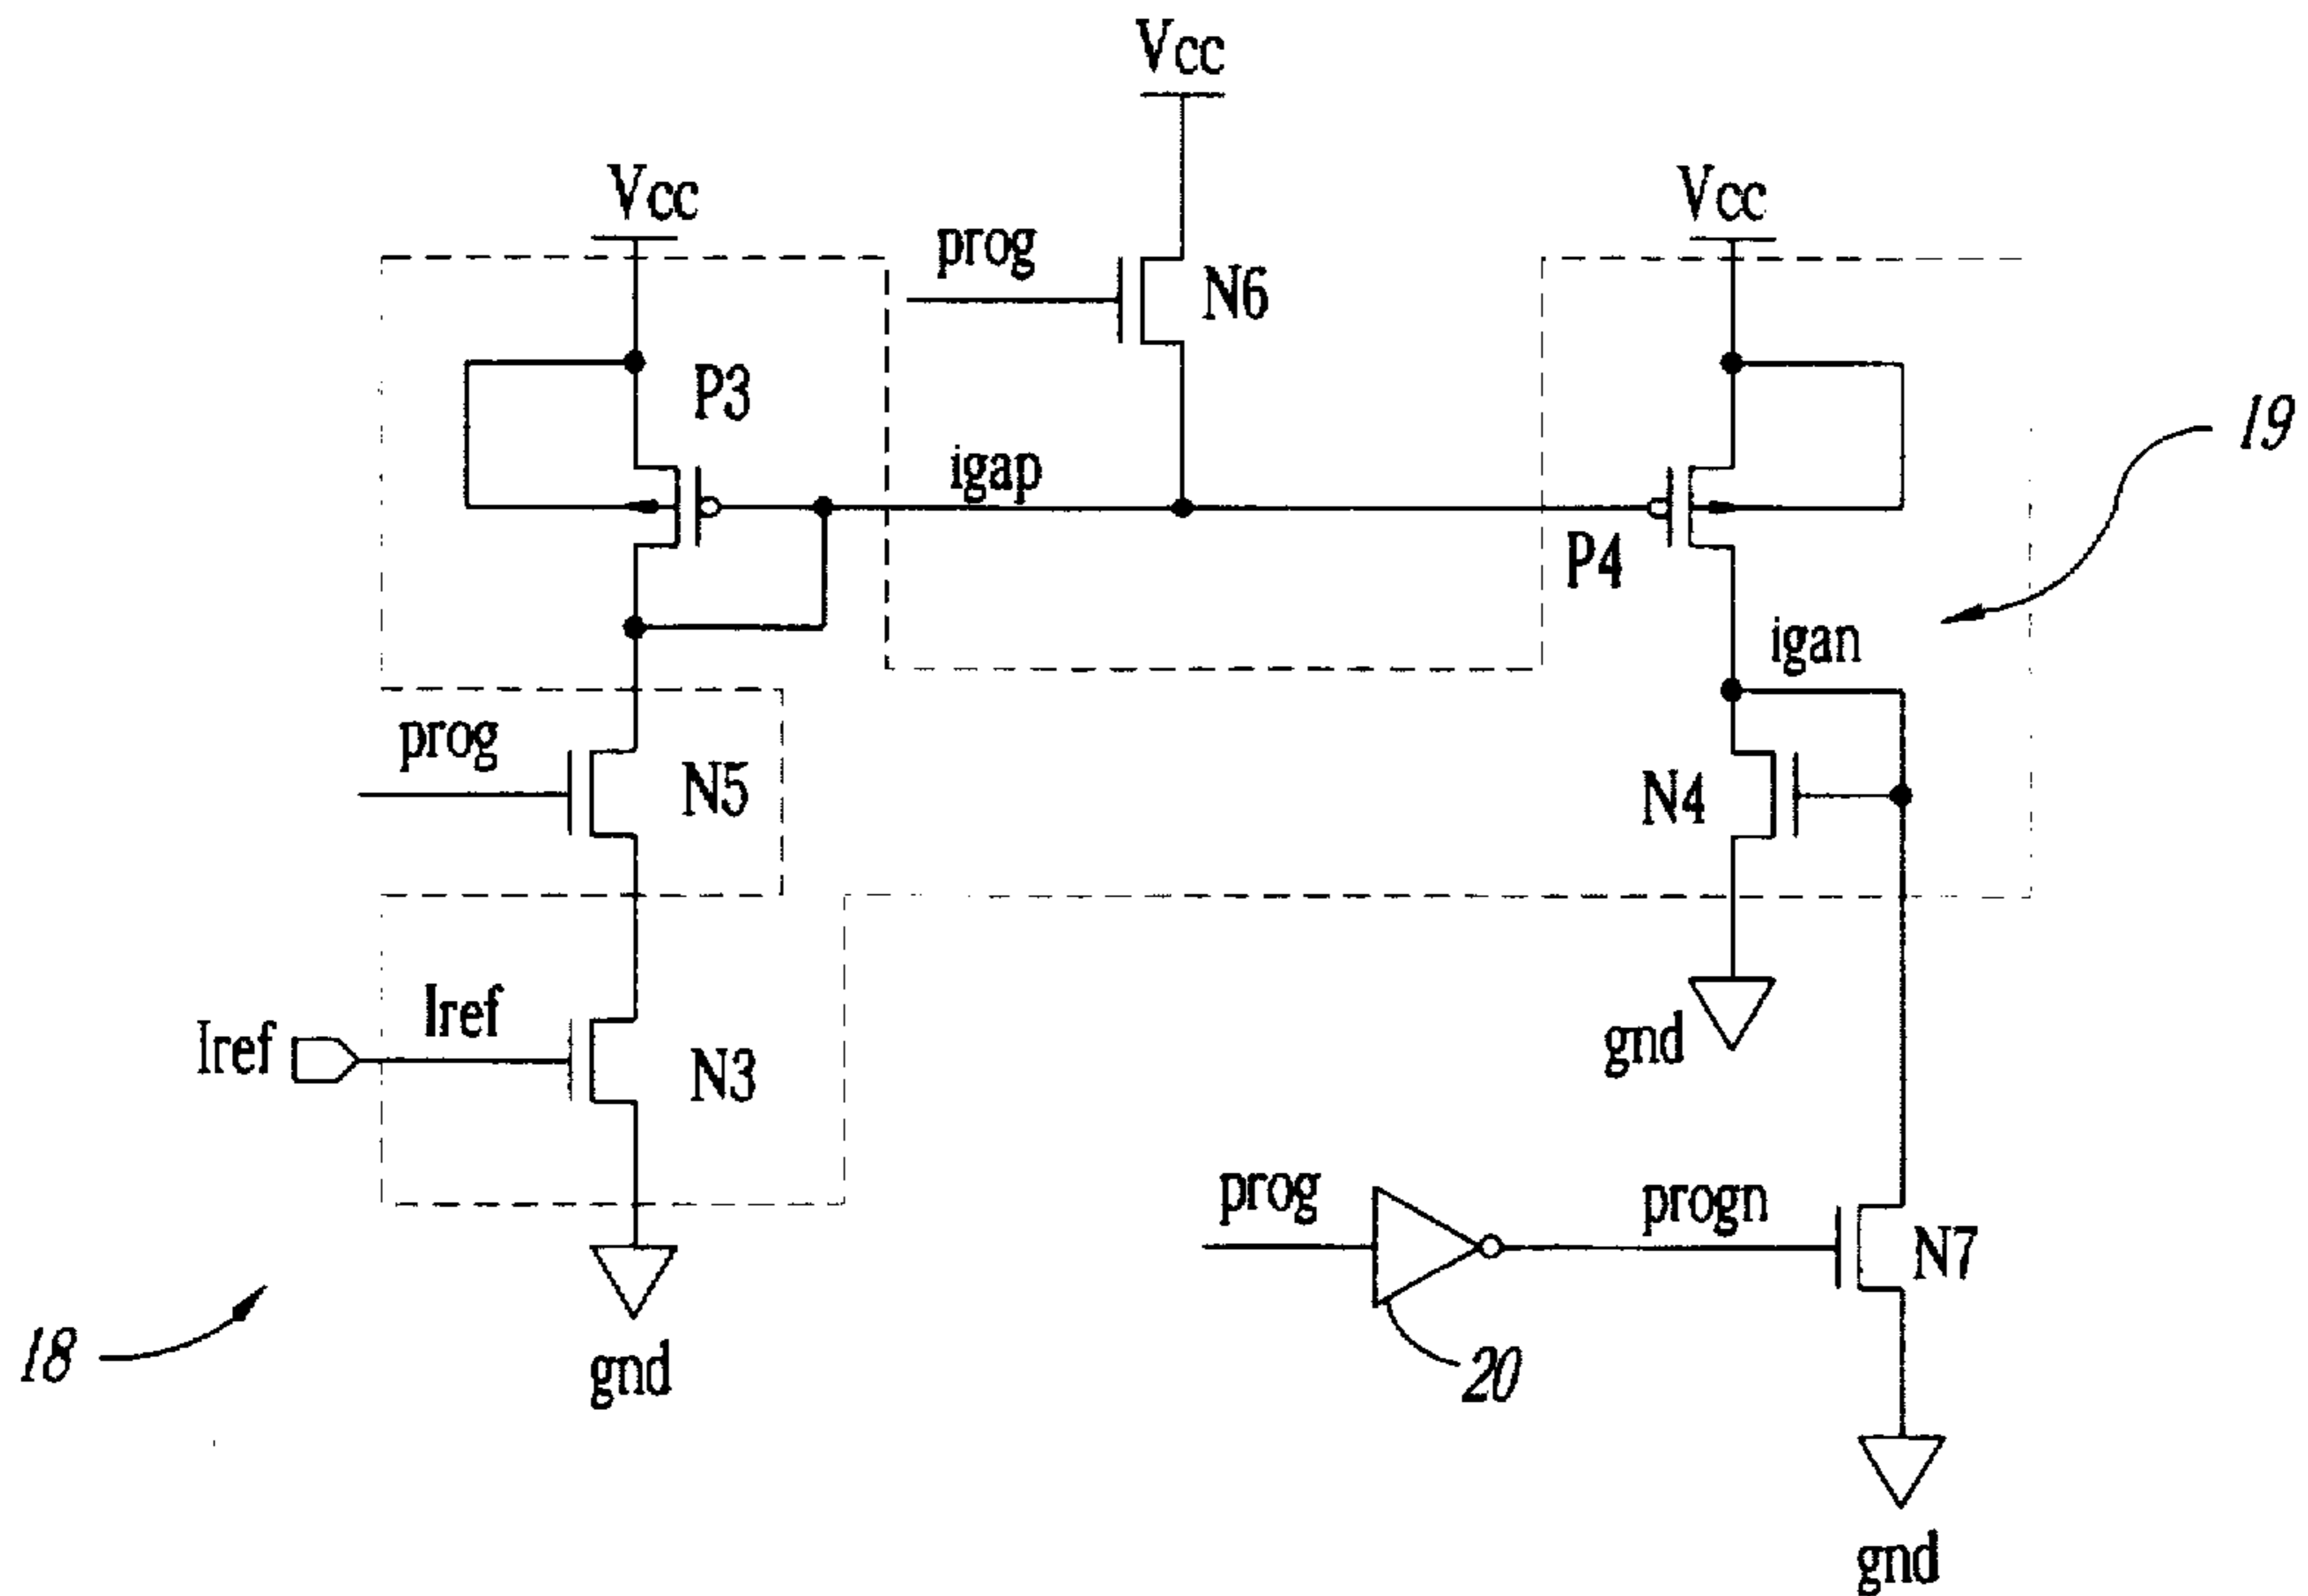 Vcc
Vcc
Vcc
prog
N6
P3
19
igap
P4
igan
prog
N5
N4
Iref
Iref
N3
gnd
prog
progn
N7
18
20
gnd
gnd